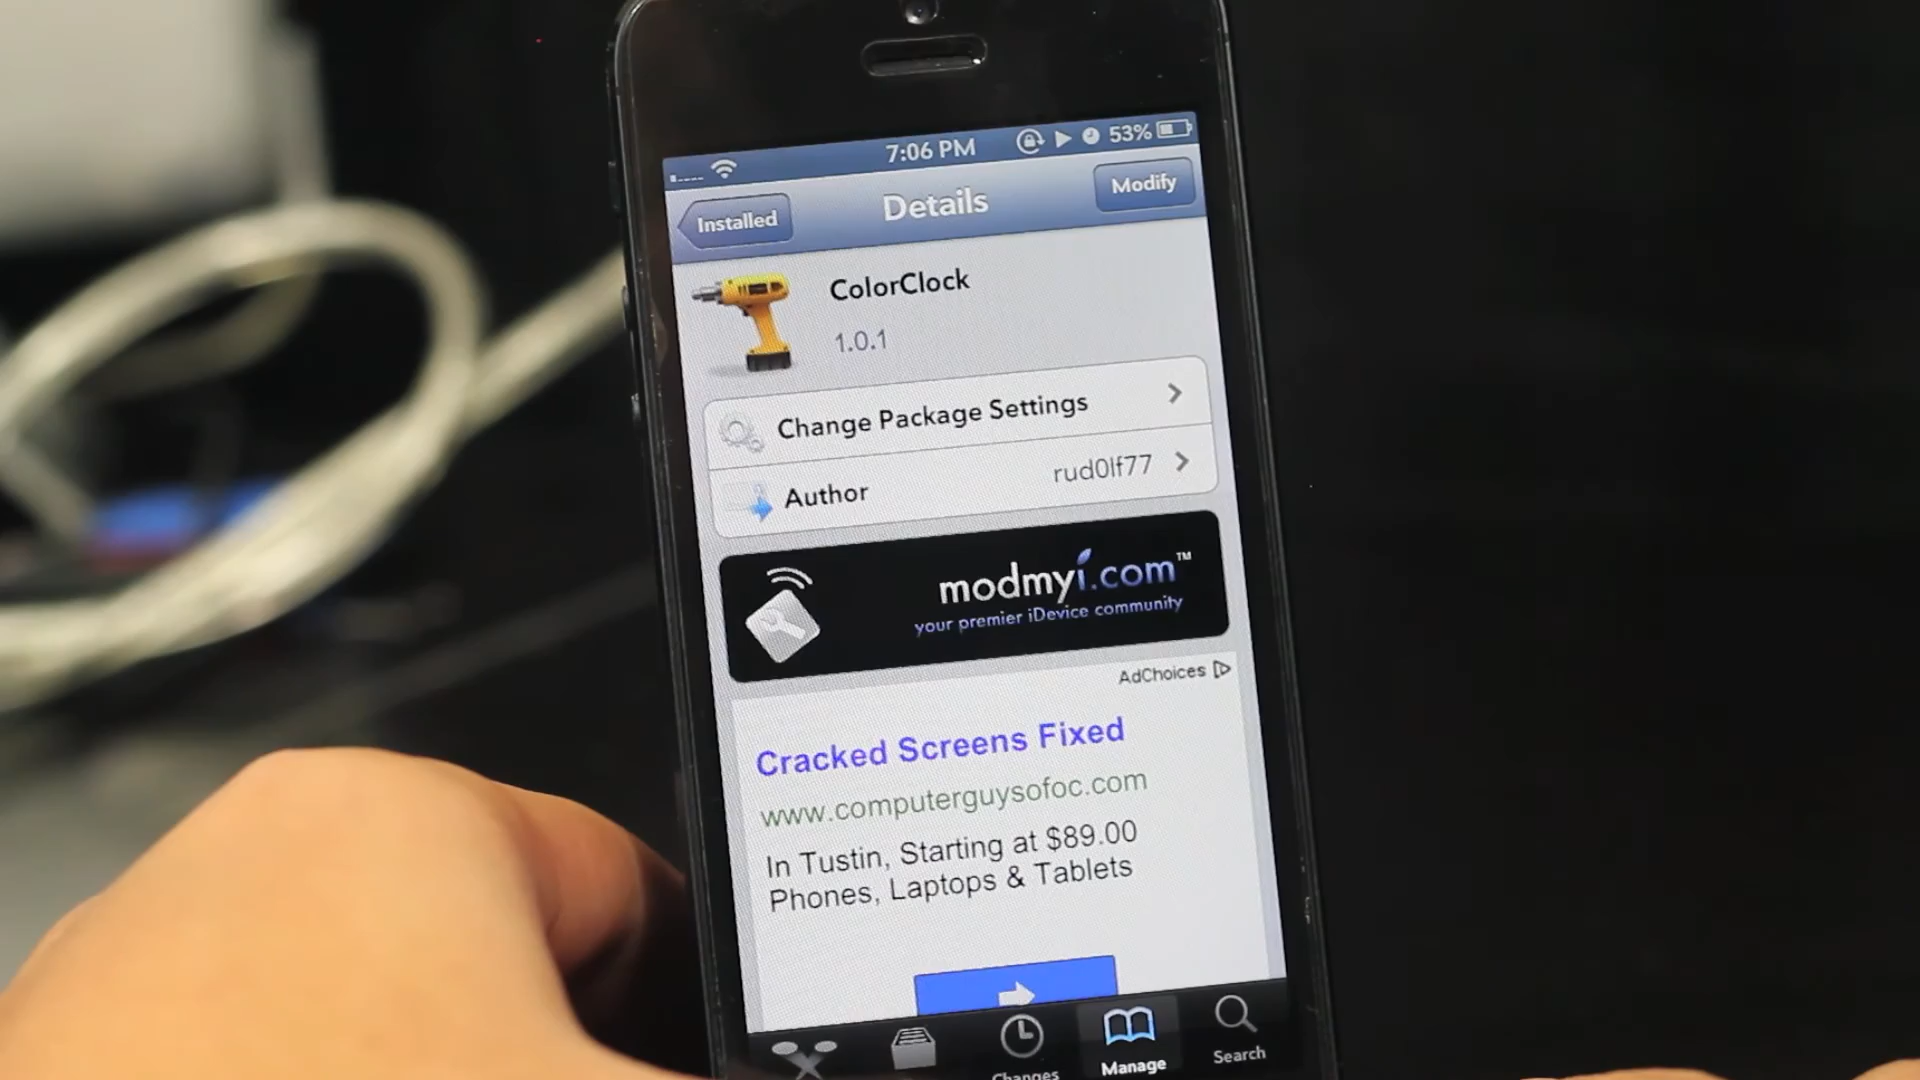 7:06 PM 53%
Installed Details Modify
ColorClock
1.0.1
Change Package Settings
Author rud0lf77
modmyi.com™
your premier iDevice community
AdChoices
Cracked Screens Fixed
www.computerguysofoc.com
In Tustin, Starting at $89.00
Phones, Laptops & Tablets
Changes Manage Search